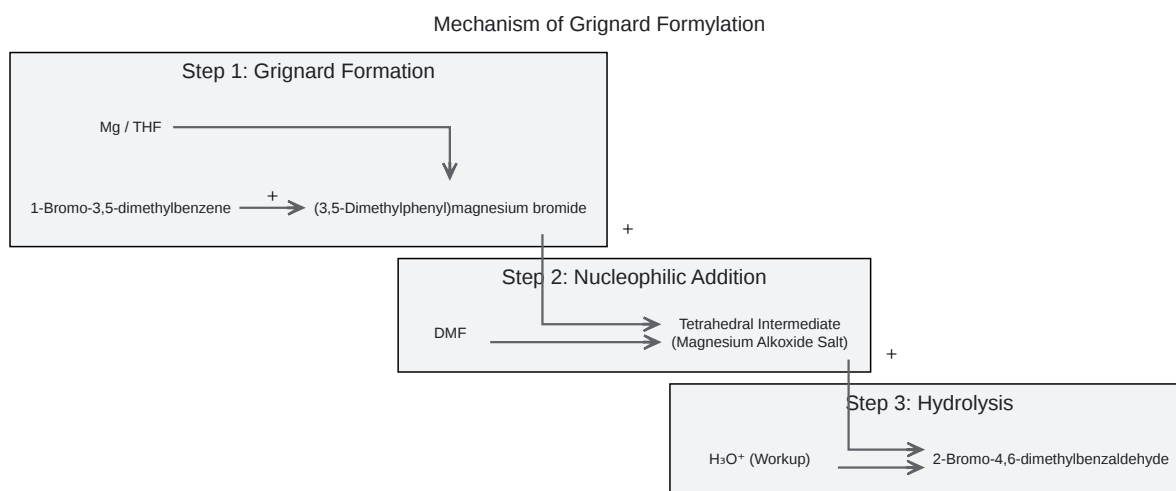 Mechanism of Grignard Formylation
Step 1: Grignard Formation
Mg / THF
1-Bromo-3,5-dimethylbenzene
+
(3,5-Dimethylphenyl)magnesium bromide
+
Step 2: Nucleophilic Addition
DMF
Tetrahedral Intermediate
(Magnesium Alkoxide Salt)
+
Step 3: Hydrolysis
H₃O⁺ (Workup)
2-Bromo-4,6-dimethylbenzaldehyde